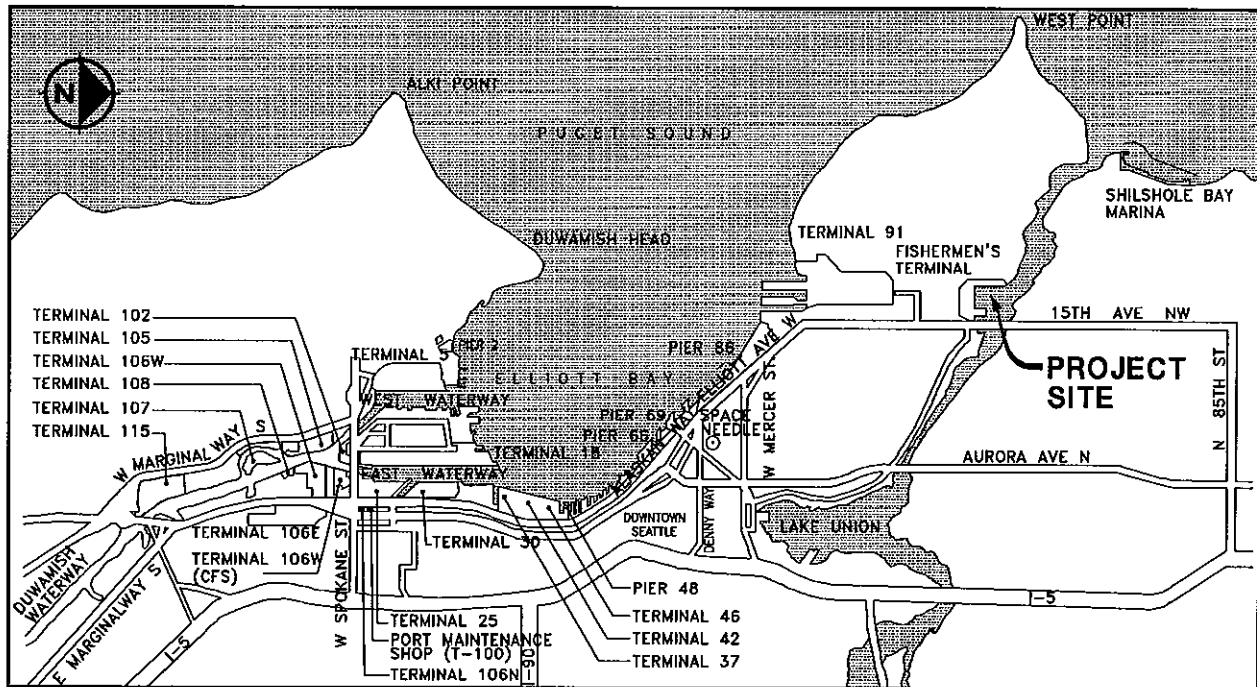 WEST POINT
N
ALKI POINT
PUGET SOUND
SHILSHOLE BAY
MARINA
DUWAMISH HEAD
TERMINAL 91
FISHERMEN'S
TERMINAL
TERMINAL 102
TERMINAL 105
TERMINAL 106W
TERMINAL 108
TERMINAL 107
TERMINAL 115
15TH AVE NW
PROJECT
SITE
N 85TH ST
TERMINAL 5
PIER 2
ELLIOTT BAY
PIER 86
ELLIOTT AVE W
W MERCER ST
WEST WATERWAY
PIER 69
PIER 66
SPACE
NEEDLE
ALASKAN WAY
W MARGINAL WAY S
TERMINAL 18
EAST WATERWAY
AURORA AVE N
DENNY WAY
LAKE UNION
DOWNTOWN
SEATTLE
TERMINAL 106E
TERMINAL 106W
(CFS)
TERMINAL 30
W SPOKANE ST
DUWAMISH
WATERWAY
E MARGINALWAY S
I-5
PIER 48
TERMINAL 46
TERMINAL 42
TERMINAL 37
I-5
TERMINAL 25
PORT MAINTENANCE
SHOP (T-100)
TERMINAL 106N
I-90